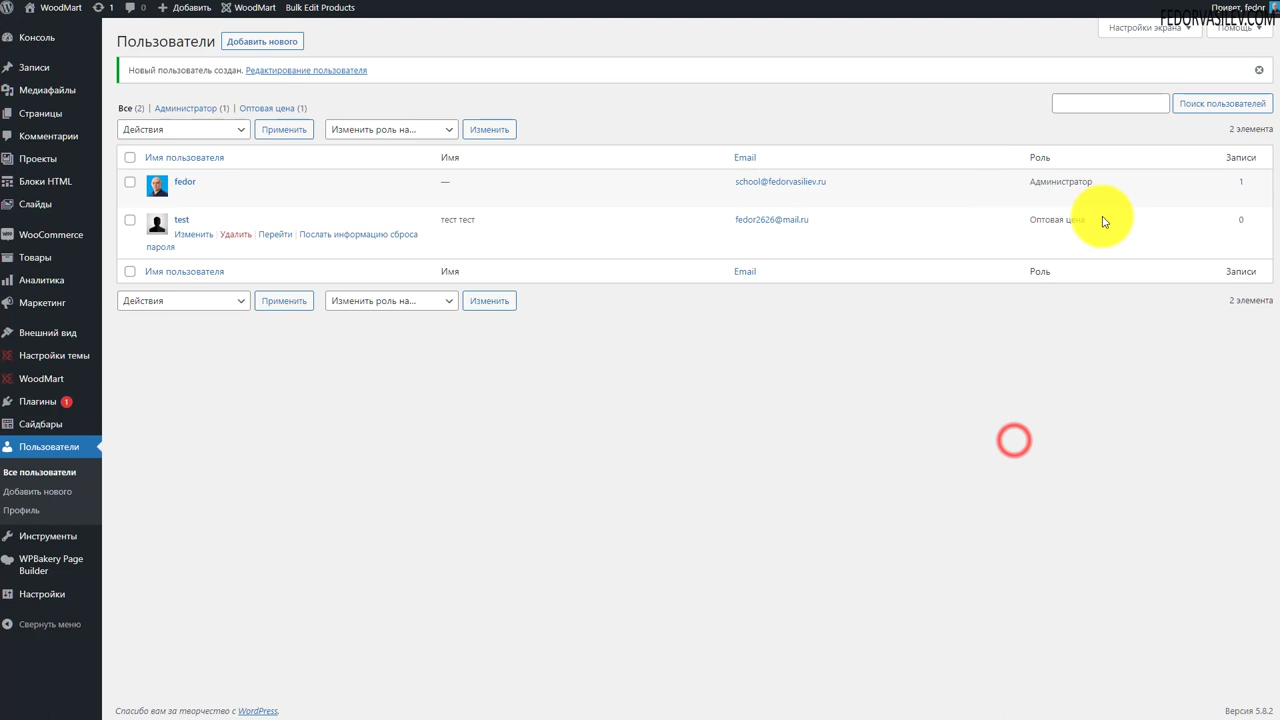 WoodMart 1 0 Добавить WoodMart Bulk Edit Products Привет, fedor
FEDORVASILEV.COM
Консоль
Записи
Медиафайлы
Страницы
Комментарии
Проекты
Блоки HTML
Слайды
WooCommerce
Товары
Аналитика
Маркетинг
Внешний вид
Настройки темы
WoodMart
Плагины 1
Сайдбары
Пользователи
Все пользователи
Добавить нового
Профиль
Инструменты
WPBakery Page
Builder
Настройки
Свернуть меню
Настройки экрана Помощь
Пользователи Добавить нового
Новый пользователь создан. Редактирование пользователя
Все (2) | Администратор (1) | Оптовая цена (1)
Поиск пользователей
Действия Применить Изменить роль на... Изменить 2 элемента
Имя пользователя Имя Email Роль Записи
fedor — school@fedorvasiliev.ru Администратор 1
test тест тест fedor2626@mail.ru Оптовая цена 0
Изменить | Удалить | Перейти | Послать информацию сброса
пароля
Имя пользователя Имя Email Роль Записи
Действия Применить Изменить роль на... Изменить 2 элемента
Спасибо вам за творчество с WordPress. Версия 5.8.2